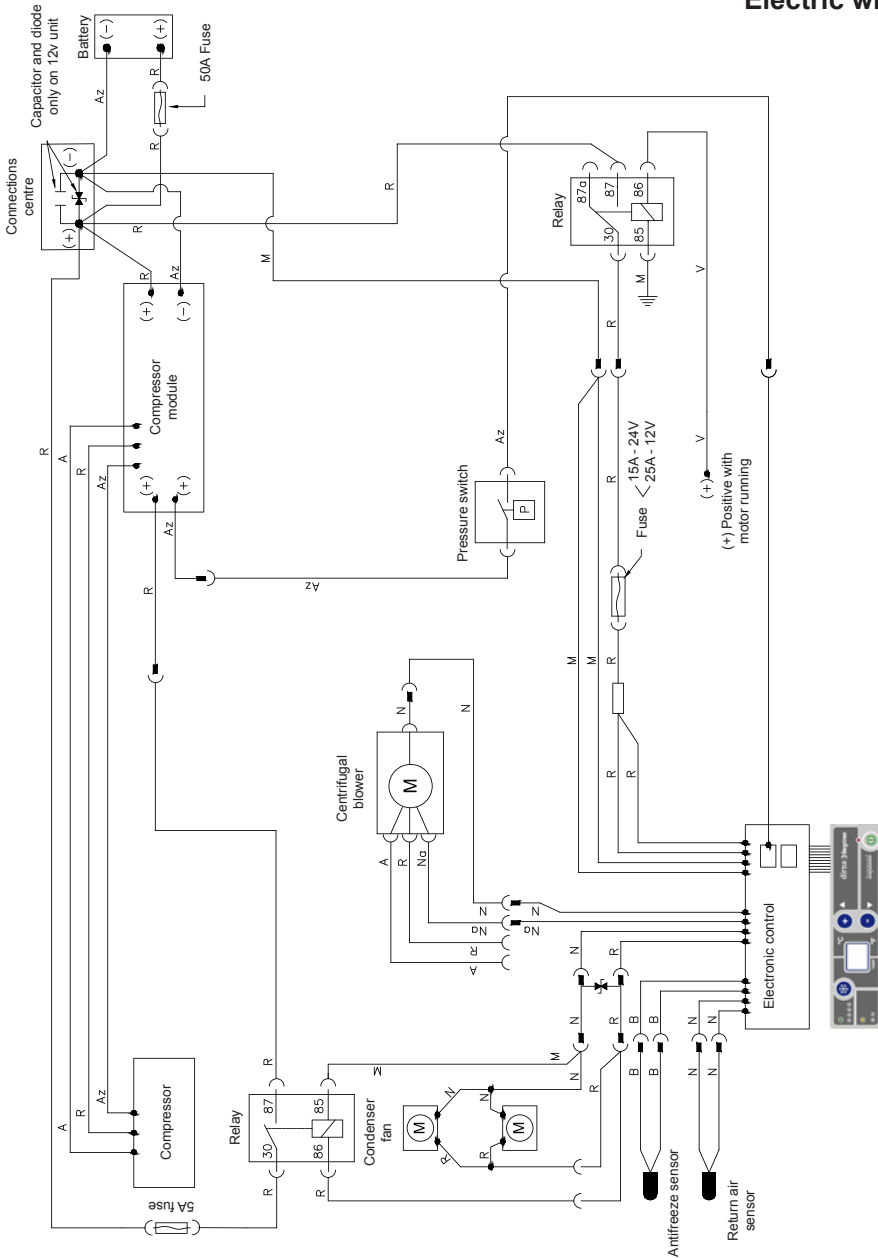 Electric wi
Connections
centre
Capacitor and diode
only on 12v unit
Battery
(-)
(+)
50A Fuse
R
R
Az
(+)
(-)
R
Az
R
M
R
Compressor
module
(+)
(-)
(+)
(+)
R
A
R
Az
R
Az
Az
Pressure switch
P
Az
Relay
87a
87
30
86
85
M
R
V
V
(+) Positive with
motor running
Fuse
15A - 24V
25A - 12V
R
R
R
R
M
M
Centrifugal
blower
M
N
N
A
R
Na
N
Na
R
A
N
Na
Electronic control
dirna
N
R
N
R
B
B
N
N
B
B
N
N
Compressor
A
R
Az
5A fuse
Relay
30
87
86
85
R
R
R
M
M
Condenser
fan
M
M
N
N
R
R
N
R
Antifreeze sensor
Return air
sensor